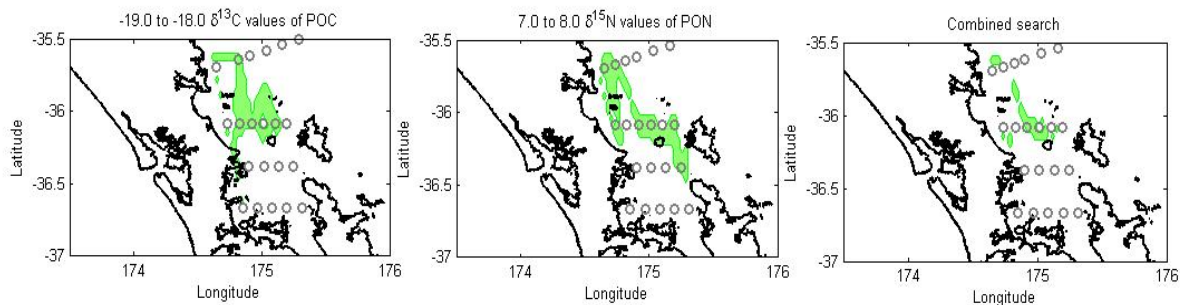 -19.0 to -18.0 δ¹³C values of POC
7.0 to 8.0 δ¹⁵N values of PON
Combined search
-35.5
-36
-36.5
-37
Latitude
174
175
176
Longitude
-35.5
-36
-36.5
-37
Latitude
174
175
176
Longitude
-35.5
-36
-36.5
-37
Latitude
174
175
176
Longitude